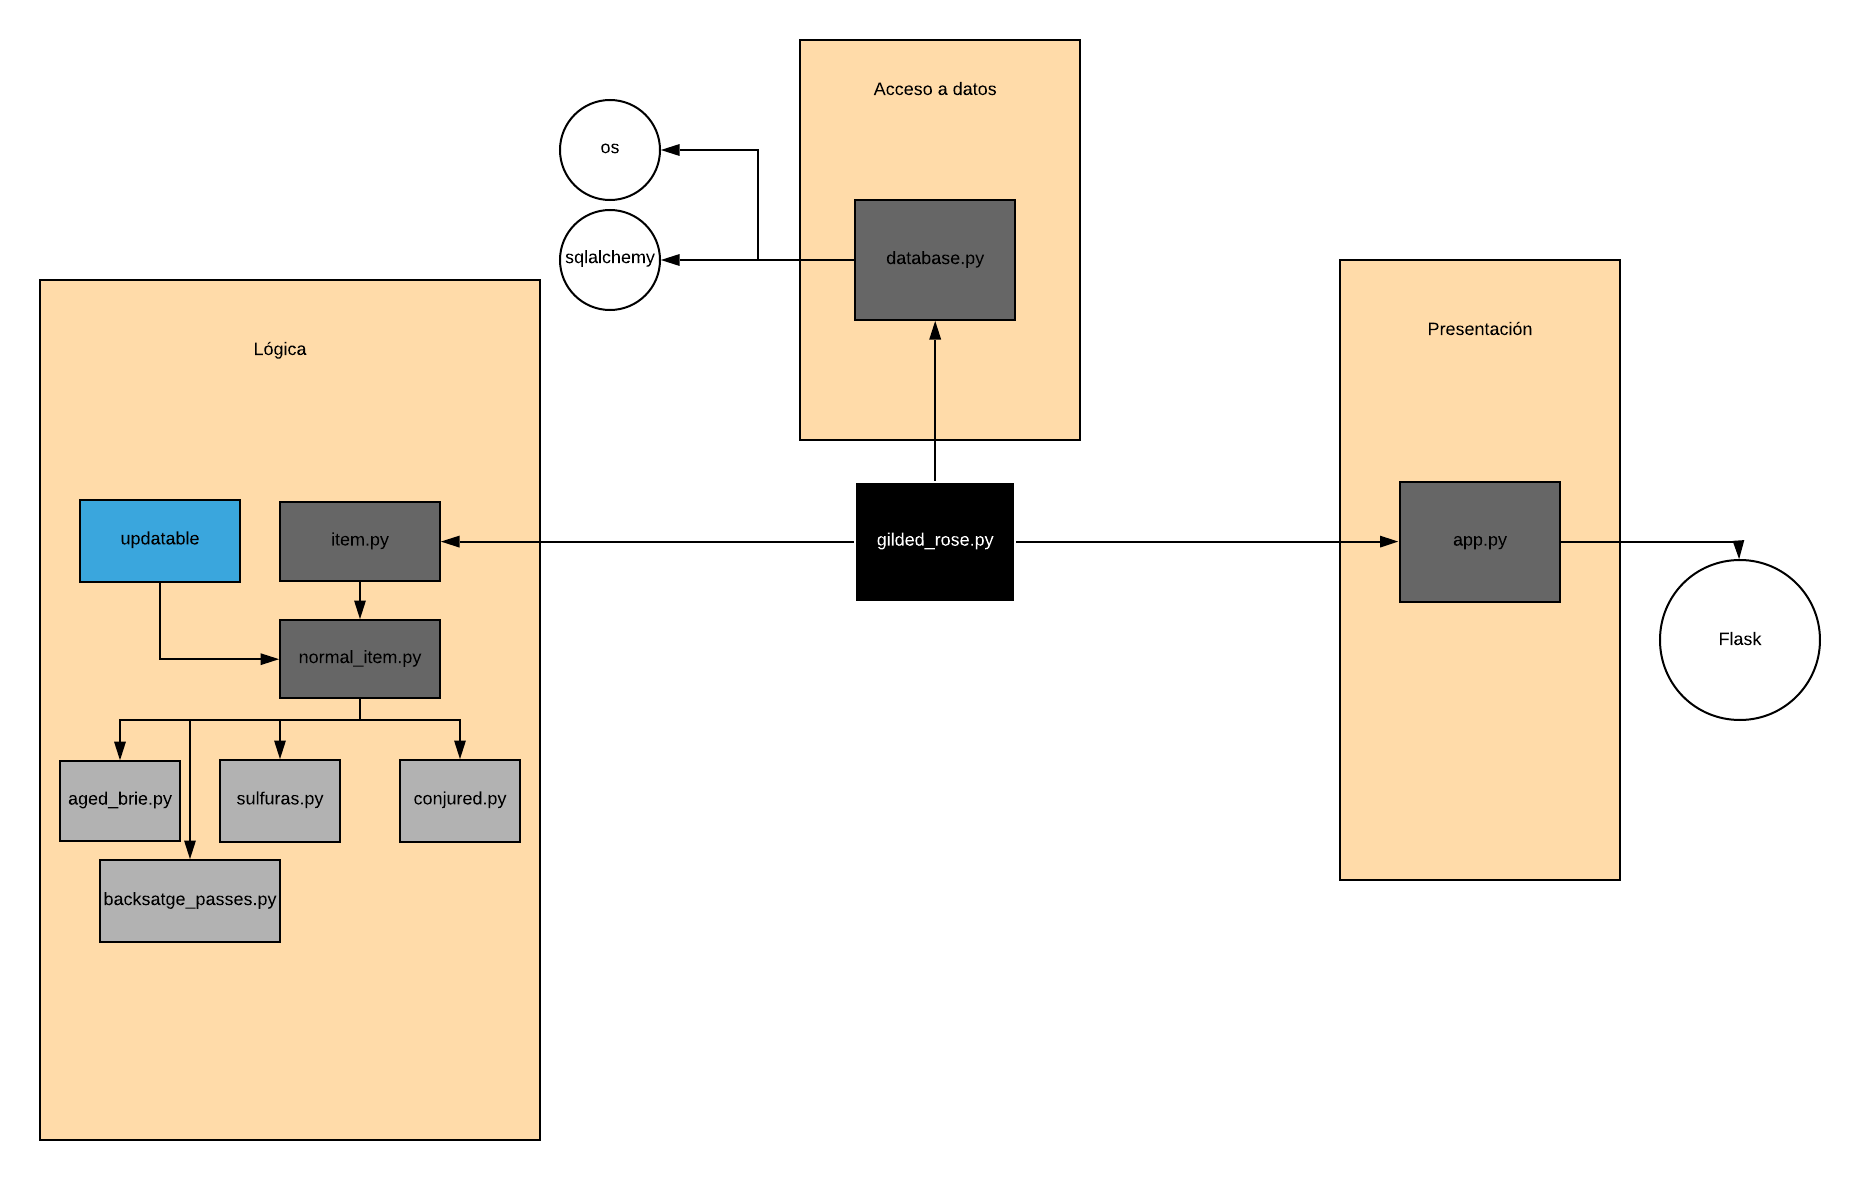 Acceso a datos
os
sqlalchemy
database.py
Presentación
Lógica
updatable
item.py
gilded_rose.py
app.py
normal_item.py
Flask
aged_brie.py
sulfuras.py
conjured.py
backsatge_passes.py